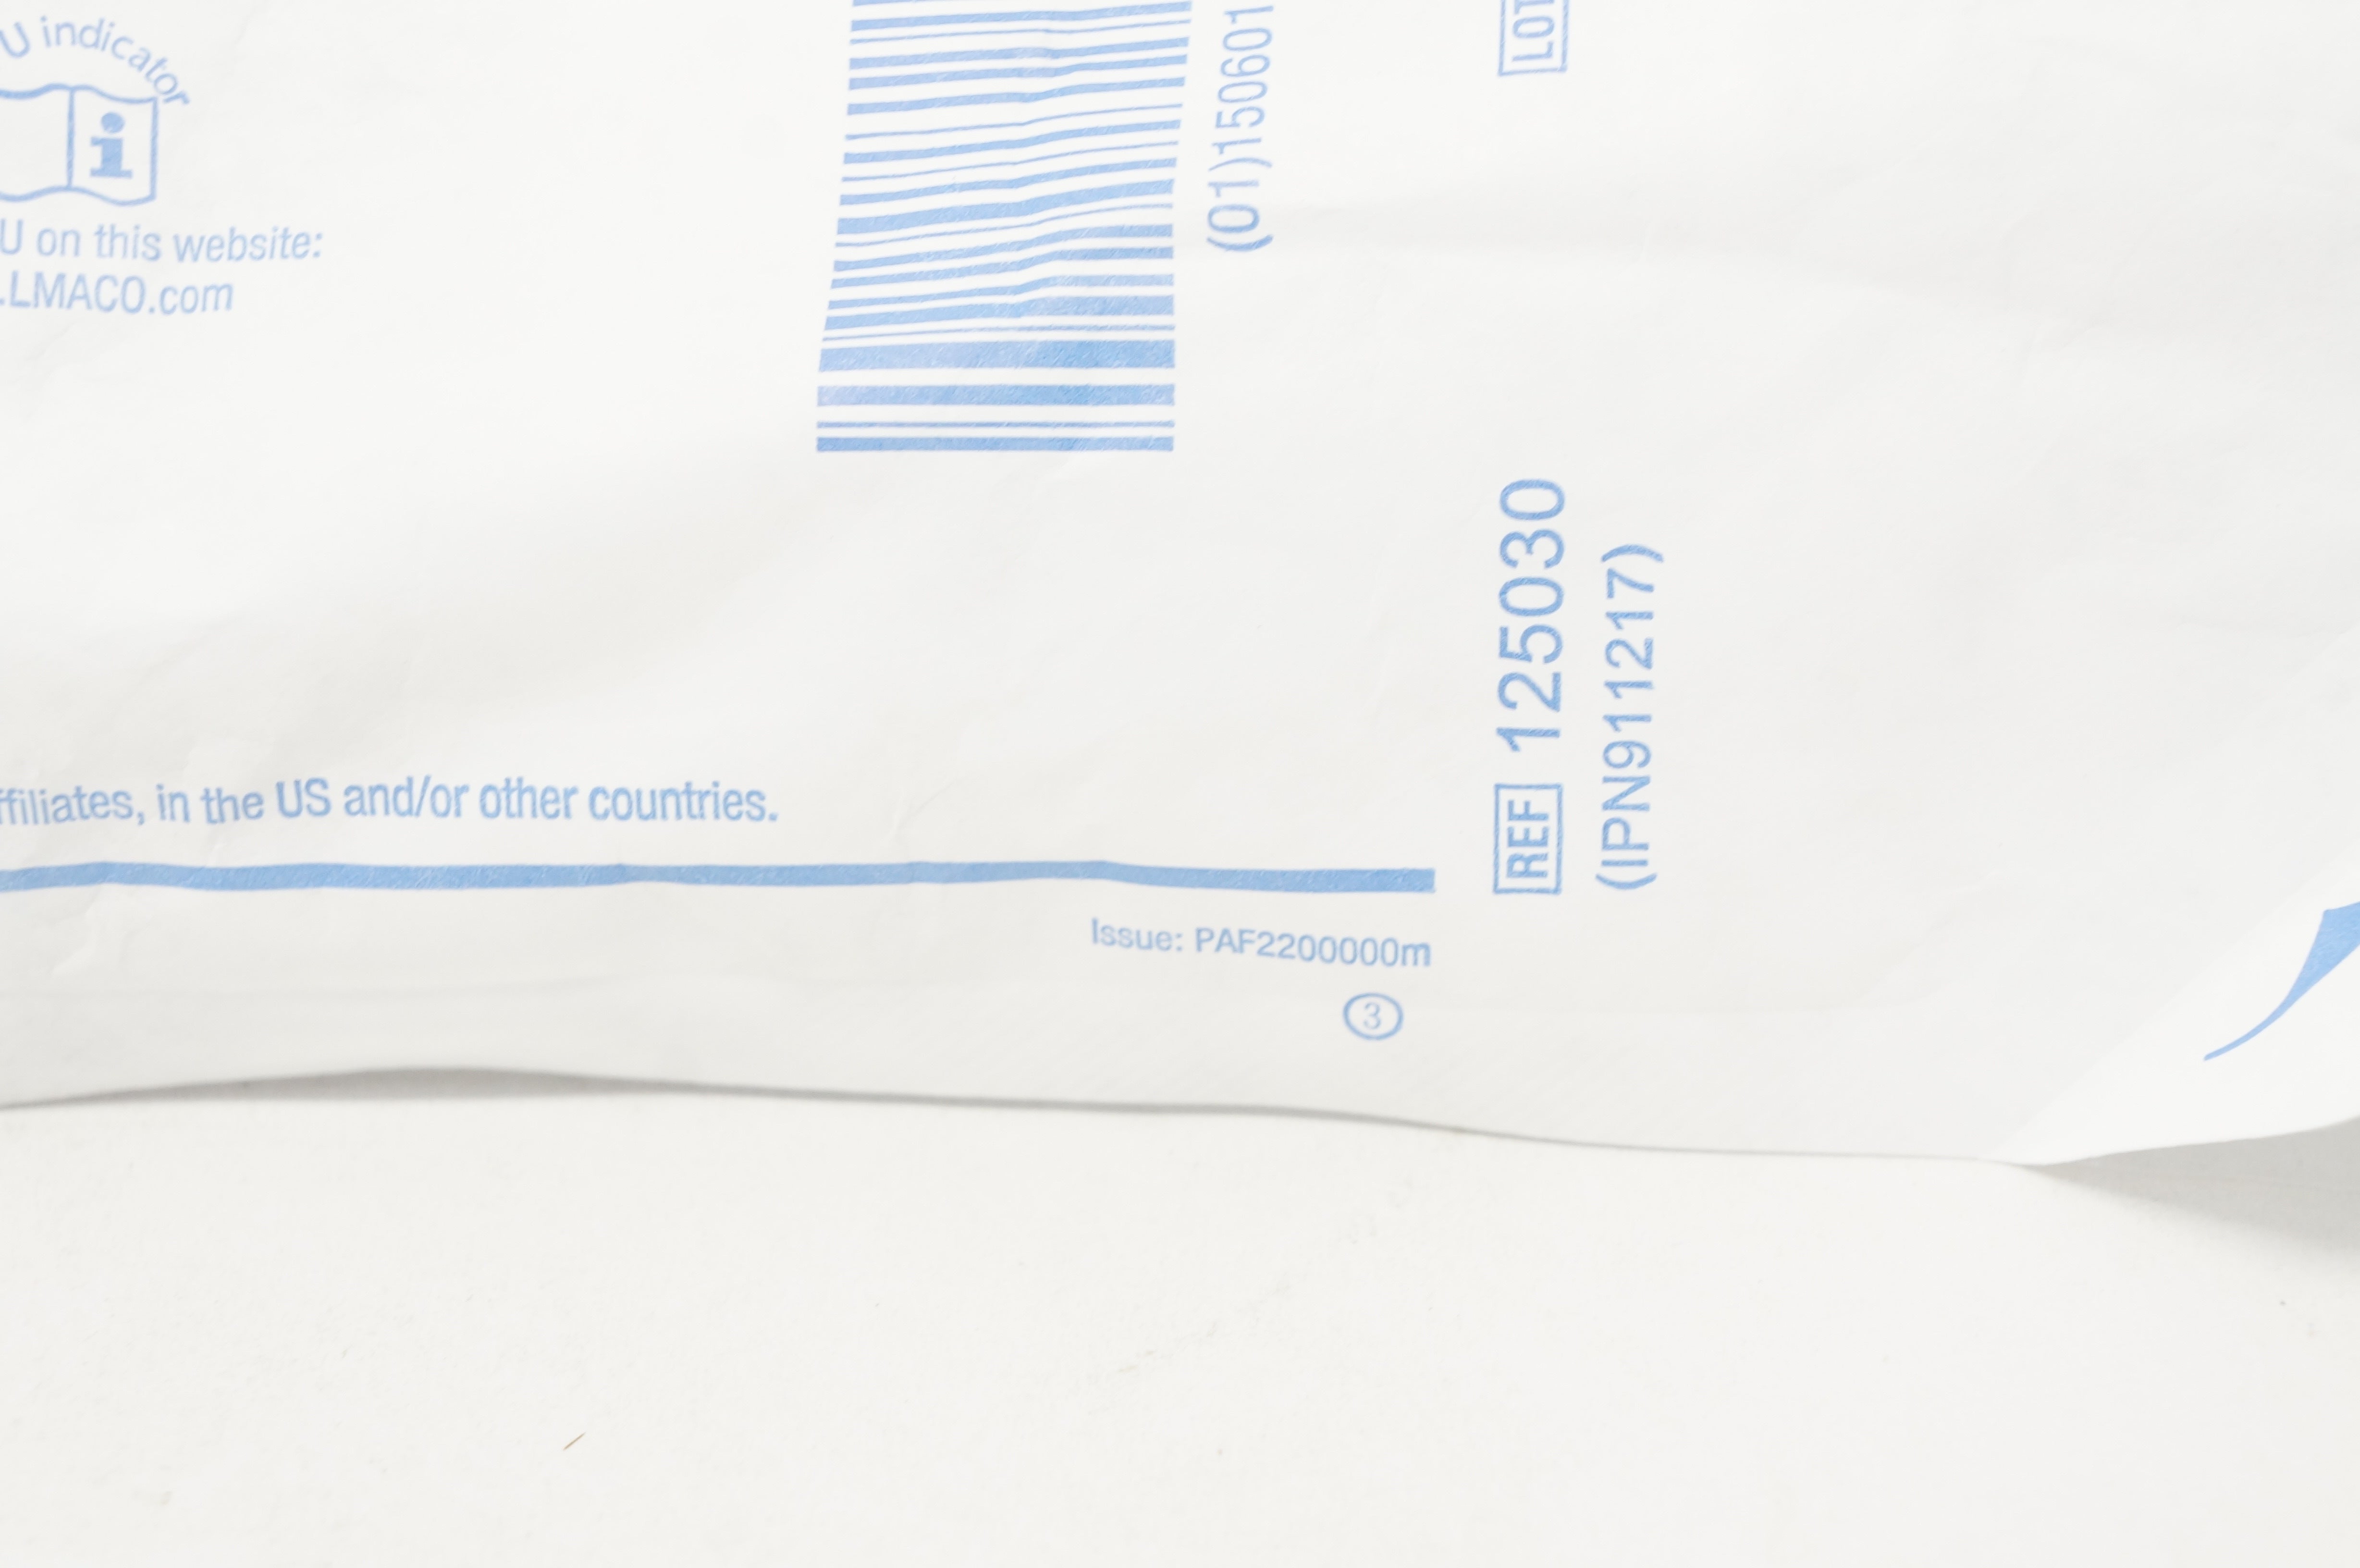 U indicator
i
U on this website:
.LMACO.com
(01)150601
LOT
REF 125030
(IPN911217)
ffiliates, in the US and/or other countries.
Issue: PAF2200000m
3